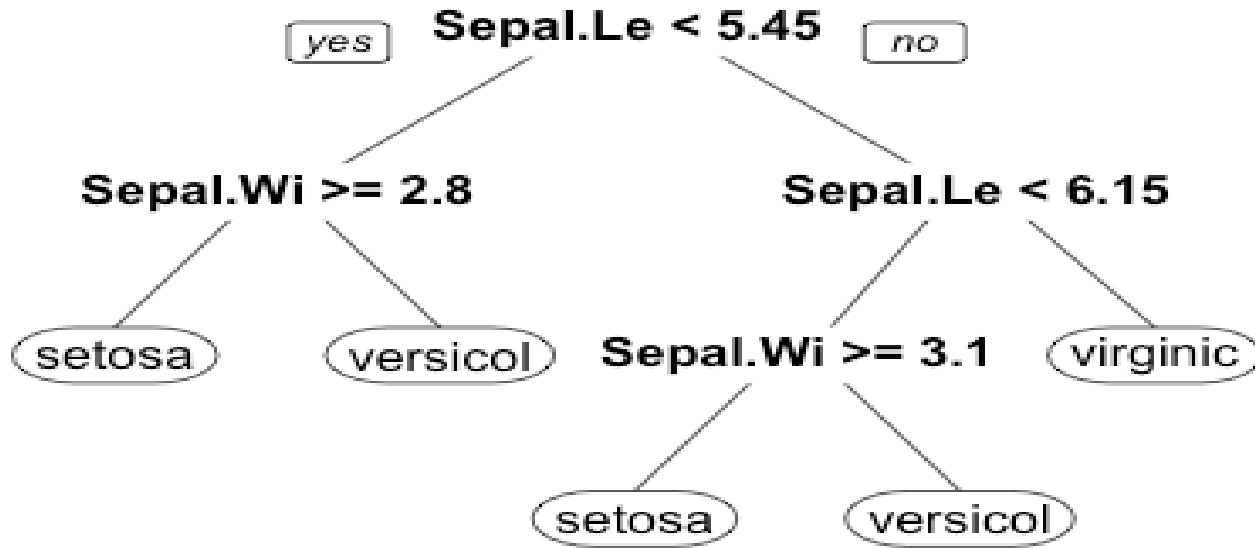 yes Sepal.Le < 5.45 no
Sepal.Wi >= 2.8 Sepal.Le < 6.15
setosa versicol Sepal.Wi >= 3.1 virginic
setosa versicol